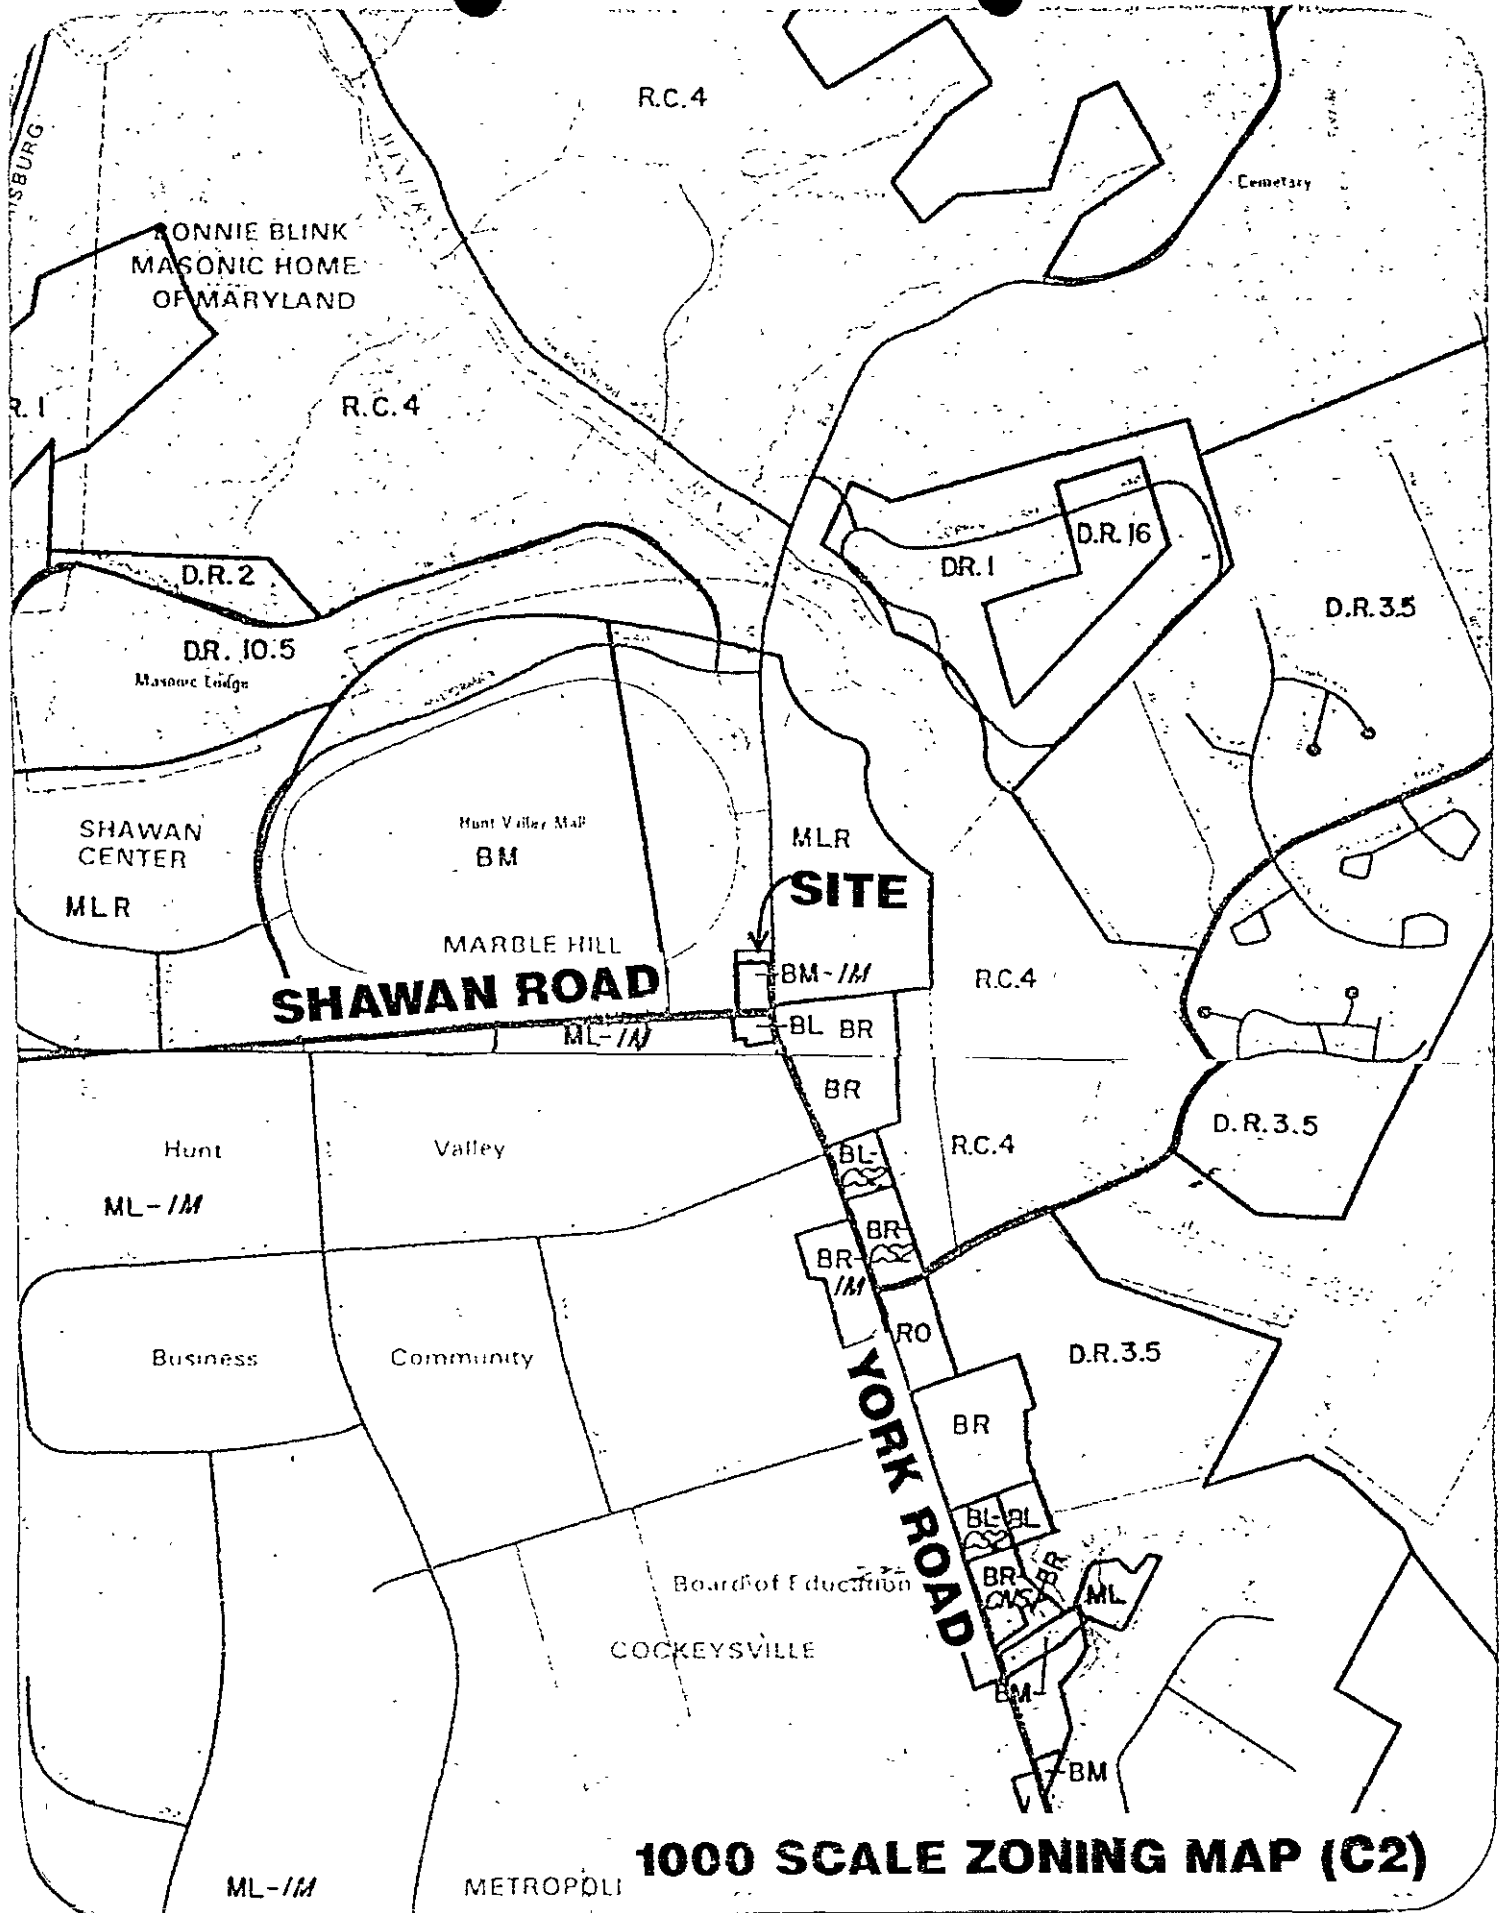 R.C.4
ISBURG
Cemetary
BONNIE BLINK
MASONIC HOME
OF MARYLAND
R.1
R.C.4
D.R.16
D.R.1
D.R.2
D.R.3.5
D.R. 10.5
Masonic Lodge
SHAWAN
CENTER
MLR
Hunt Valley Mall
BM
MLR
SITE
MARBLE HILL
BM-IM
R.C.4
SHAWAN ROAD
ML-IM
BL
BR
BR
D.R.3.5
Hunt
Valley
BL-
R.C.4
ML-IM
BR-
BR-
IM
RO
Business
Community
D.R.3.5
YORK ROAD
BR
BL-
BL
BR
BR-
CNS
ML
Board of Education
COCKEYSVILLE
BM
BM
1000 SCALE ZONING MAP (C2)
ML-IM
METROPOLI